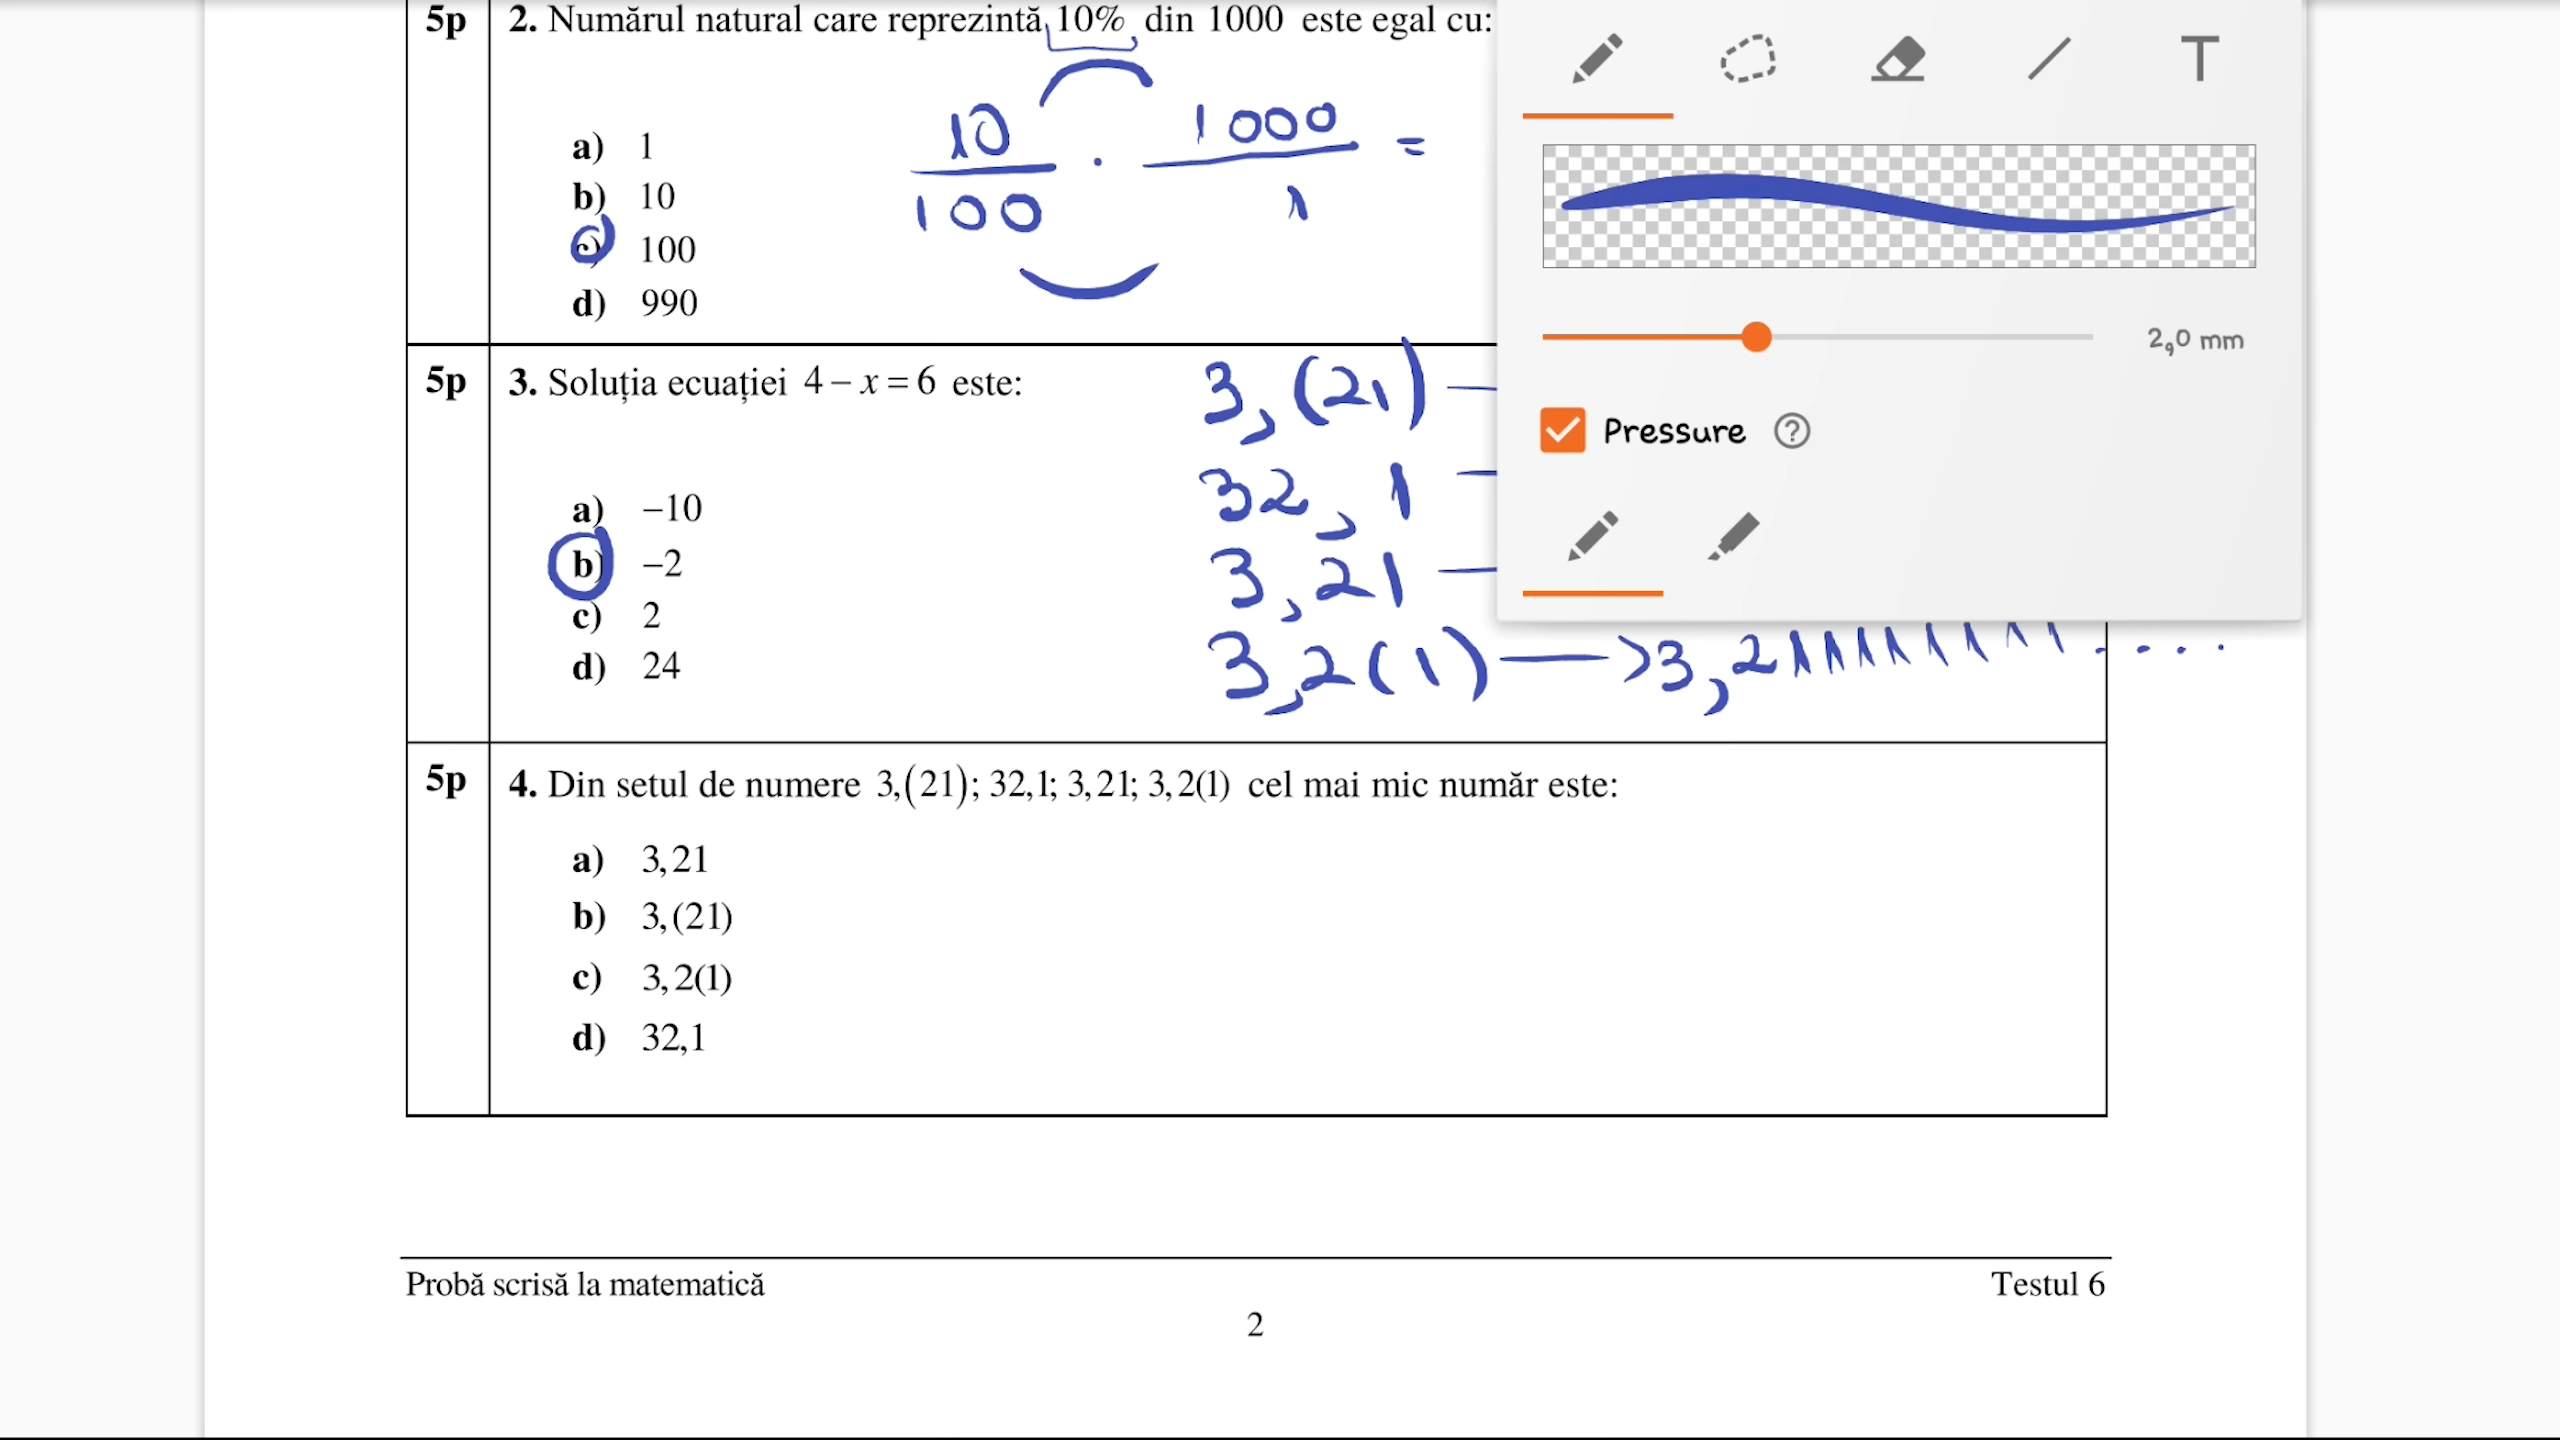 5p 2. Numărul natural care reprezintă 10% din 1000 este egal cu:
a) 1
b) 10
c) 100
d) 990
10 / 100 · 1000 / 1 =
5p 3. Soluția ecuației 4 – x = 6 este:
a) –10
b) –2
c) 2
d) 24
3,(21) —
32,1 —
3,21 —
3,2(1) —> 3,211111111....
5p 4. Din setul de numere 3,(21); 32,1; 3,21; 3,2(1) cel mai mic număr este:
a) 3,21
b) 3,(21)
c) 3,2(1)
d) 32,1
Probă scrisă la matematică
Testul 6
2
T
2,0 mm
Pressure ?